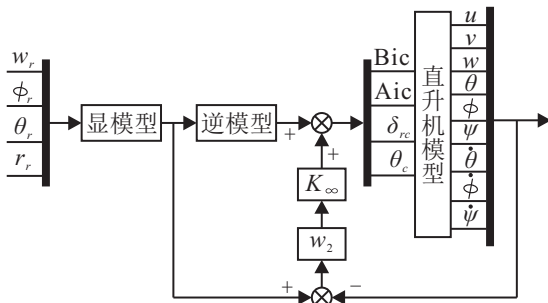 w_r
ϕ_r
θ_r
r_r
显模型
逆模型
+
+
K_∞
w_2
+
−
Bic
Aic
δ_rc
θ_c
直升机模型
u
v
w
θ
ϕ
ψ
θ̇
ϕ̇
ψ̇